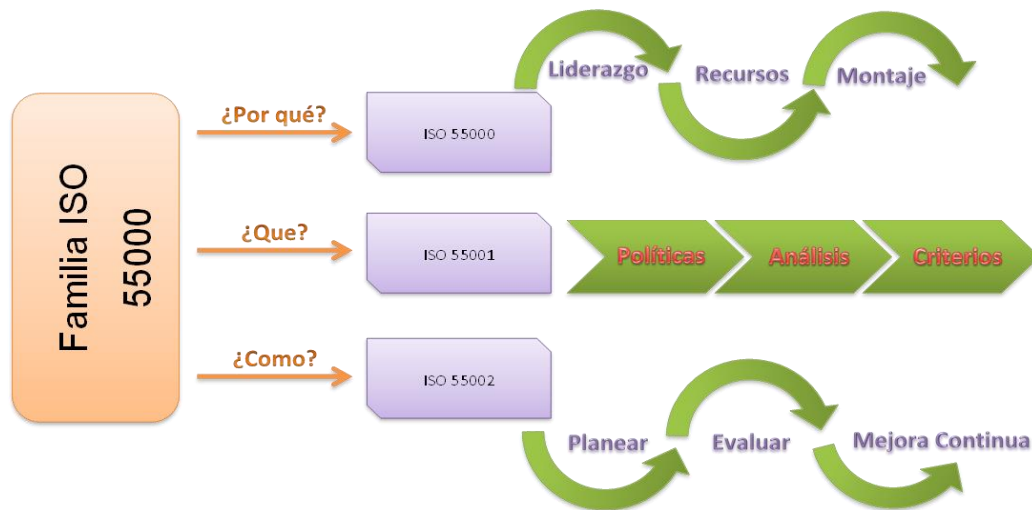 Familia ISO
55000
¿Por qué?
ISO 55000
Liderazgo
Recursos
Montaje
¿Que?
ISO 55001
Políticas
Análisis
Criterios
¿Como?
ISO 55002
Planear
Evaluar
Mejora Continua